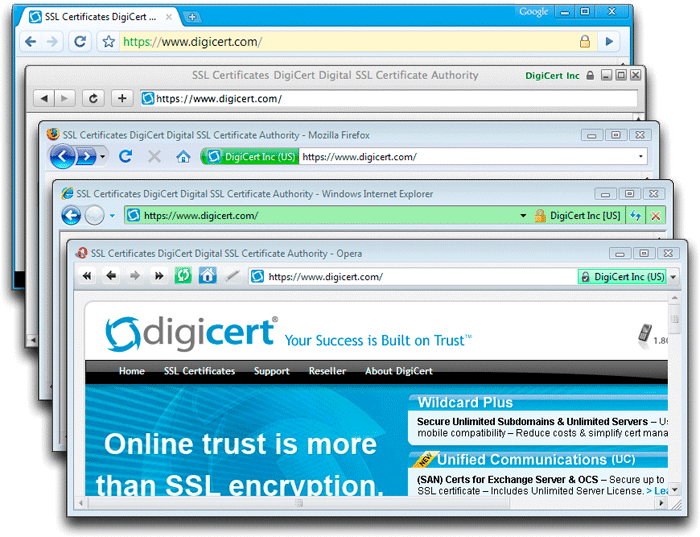 SSL Certificates DigiCert ...
Google
https://www.digicert.com/
SSL Certificates DigiCert Digital SSL Certificate Authority
DigiCert Inc
https://www.digicert.com/
SSL Certificates DigiCert Digital SSL Certificate Authority - Mozilla Firefox
DigiCert Inc (US)
https://www.digicert.com/
SSL Certificates DigiCert Digital SSL Certificate Authority - Windows Internet Explorer
https://www.digicert.com/
DigiCert Inc [US]
SSL Certificates DigiCert Digital SSL Certificate Authority - Opera
https://www.digicert.com/
DigiCert Inc (US)
digicert® Your Success is Built on Trust™
1.80
Home SSL Certificates Support Reseller About DigiCert
Online trust is more
than SSL encryption.
Wildcard Plus
Secure Unlimited Subdomains & Unlimited Servers – Us
mobile compatibility – Reduce costs & simplify cert mana
NEW
Unified Communications (UC)
(SAN) Certs for Exchange Server & OCS – Secure up to
SSL certificate – Includes Unlimited Server License. > Lea